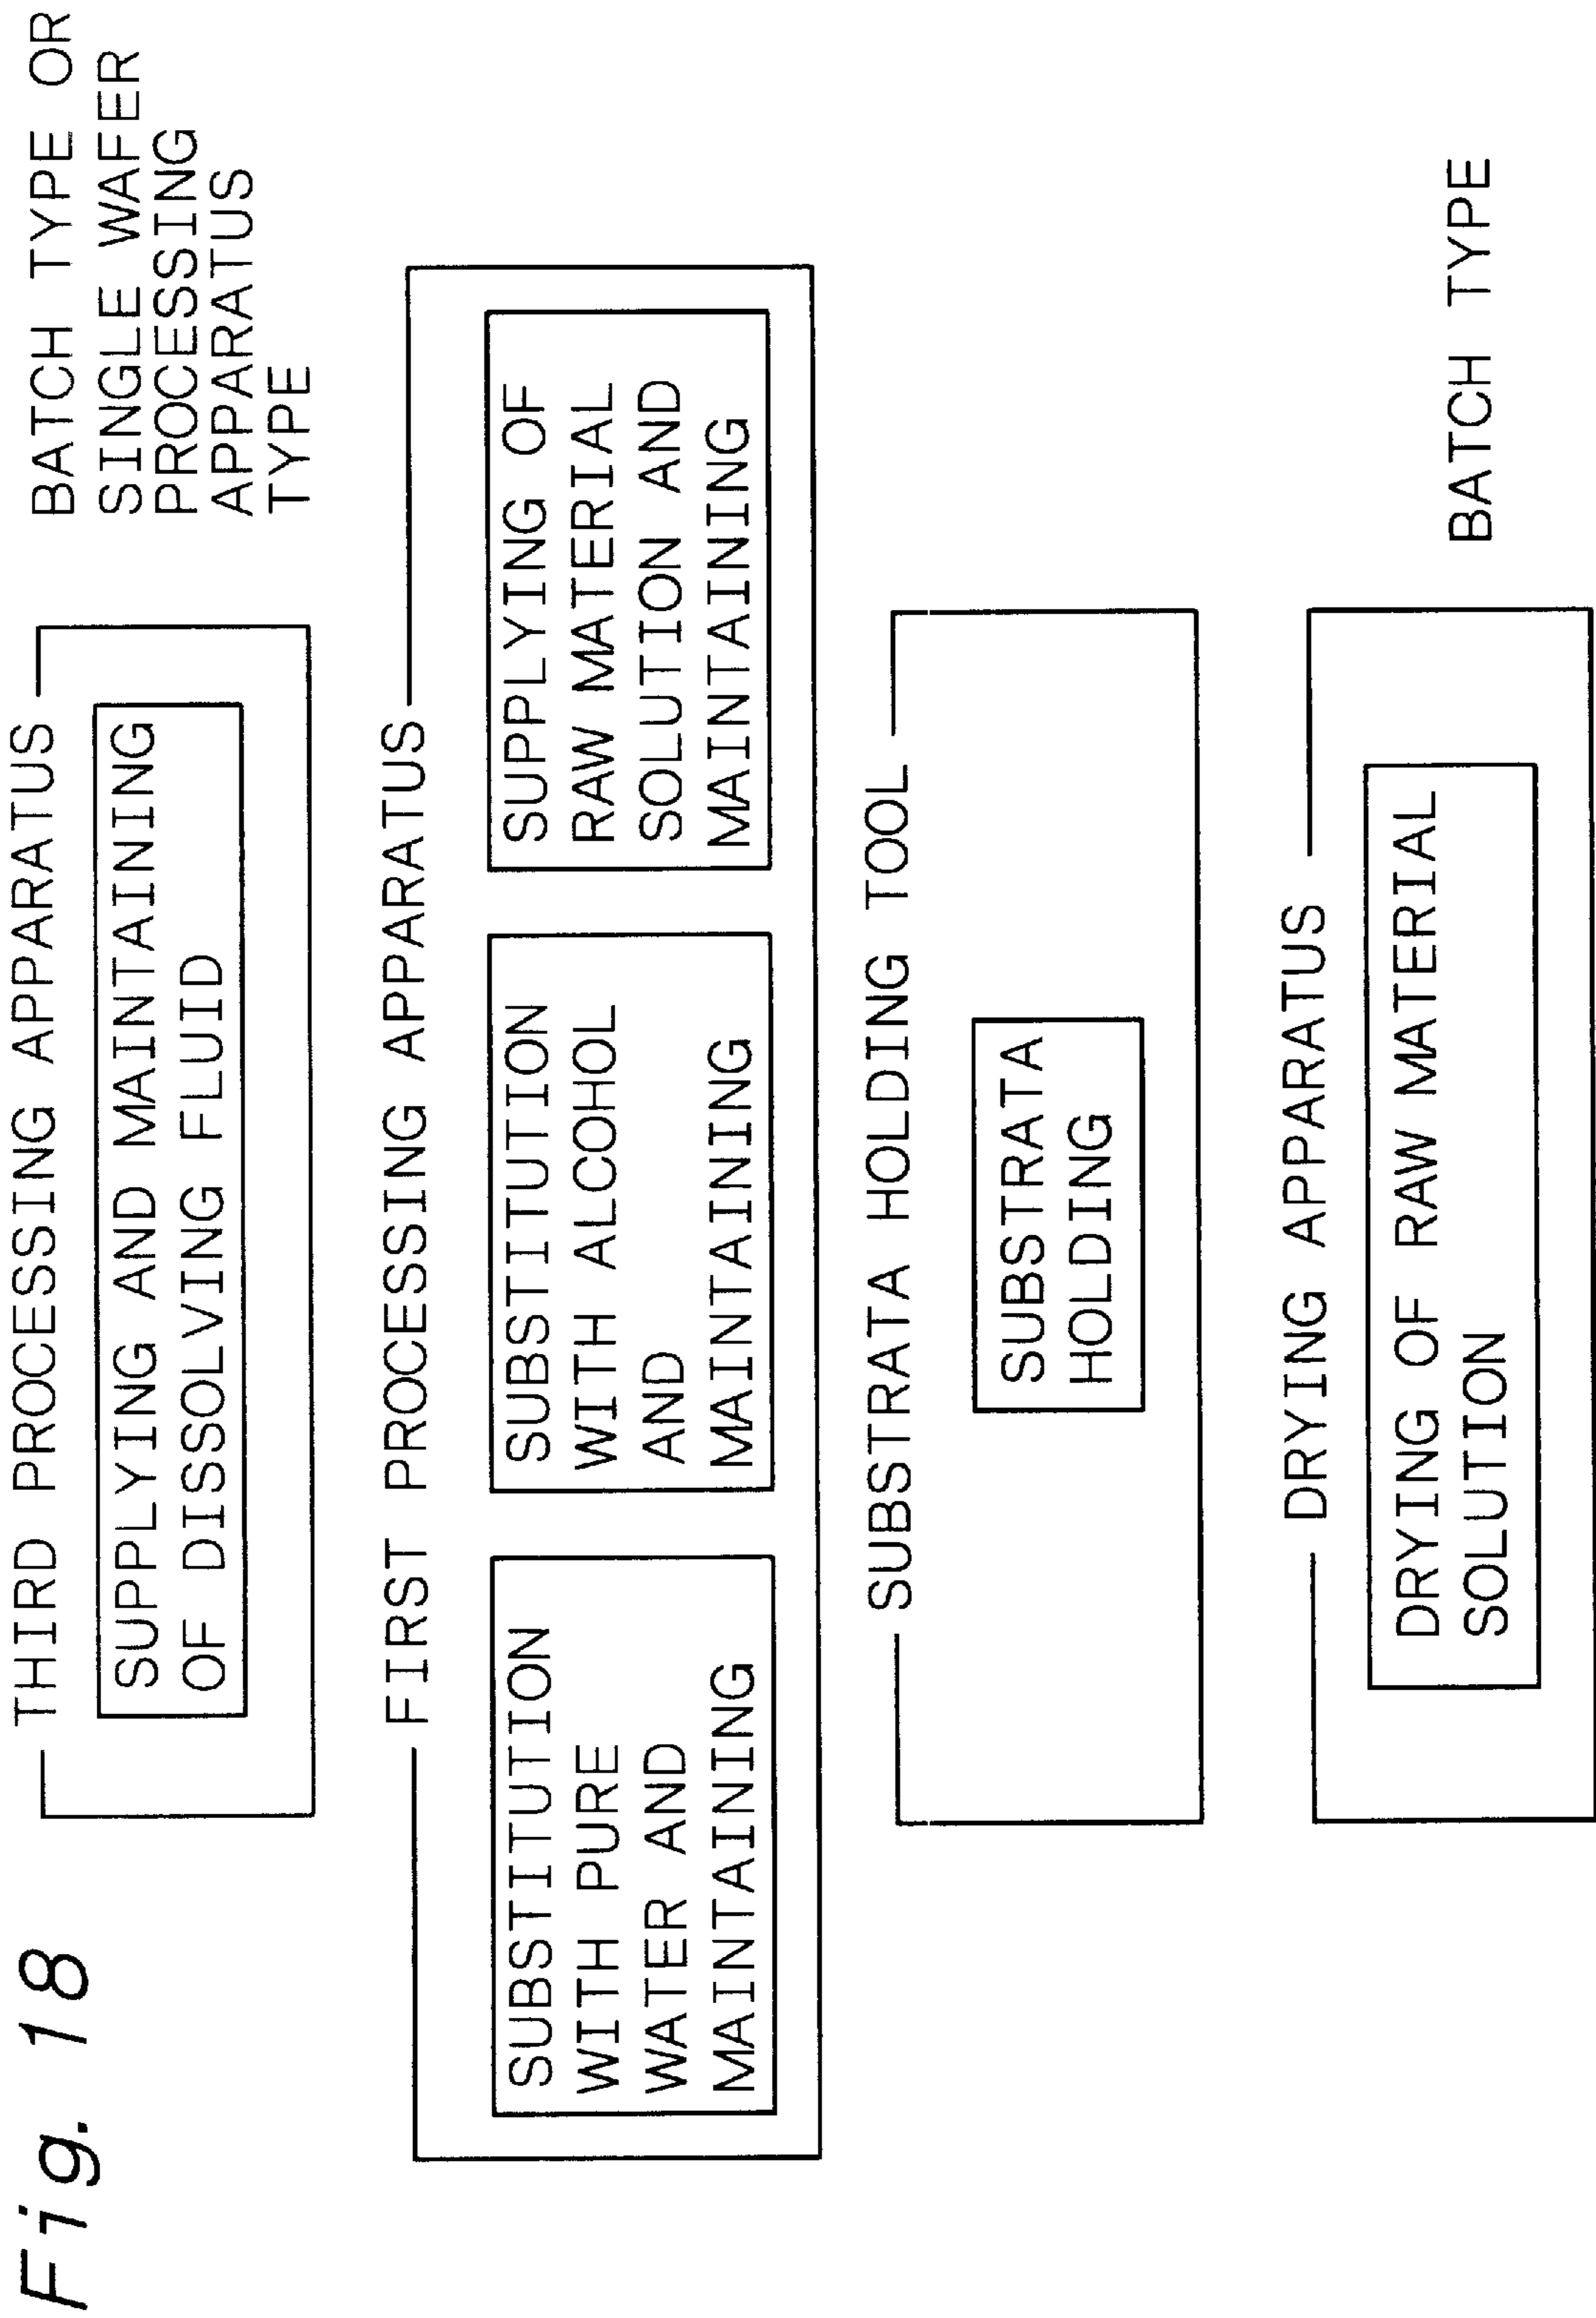 Fig. 18
THIRD PROCESSING APPARATUS
SUPPLYING AND MAINTAINING
OF DISSOLVING FLUID
BATCH TYPE OR
SINGLE WAFER
PROCESSING
APPARATUS
TYPE
FIRST PROCESSING APPARATUS
SUBSTITUTION
WITH PURE
WATER AND
MAINTAINING
SUBSTITUTION
WITH ALCOHOL
AND
MAINTAINING
SUPPLYING OF
RAW MATERIAL
SOLUTION AND
MAINTAINING
SUBSTRATA HOLDING TOOL
SUBSTRATA
HOLDING
DRYING APPARATUS
DRYING OF RAW MATERIAL
SOLUTION
BATCH TYPE